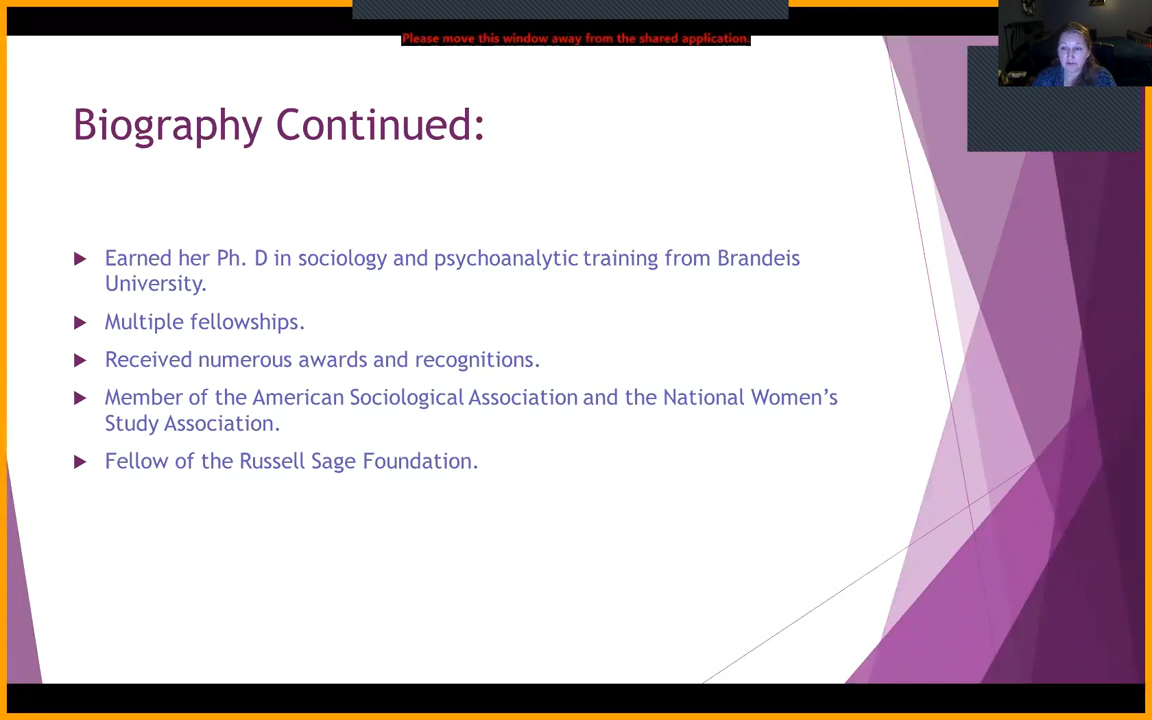 Please move this window away from the shared application.
Biography Continued:
Earned her Ph. D in sociology and psychoanalytic training from Brandeis
University.
Multiple fellowships.
Received numerous awards and recognitions.
Member of the American Sociological Association and the National Women’s
Study Association.
Fellow of the Russell Sage Foundation.